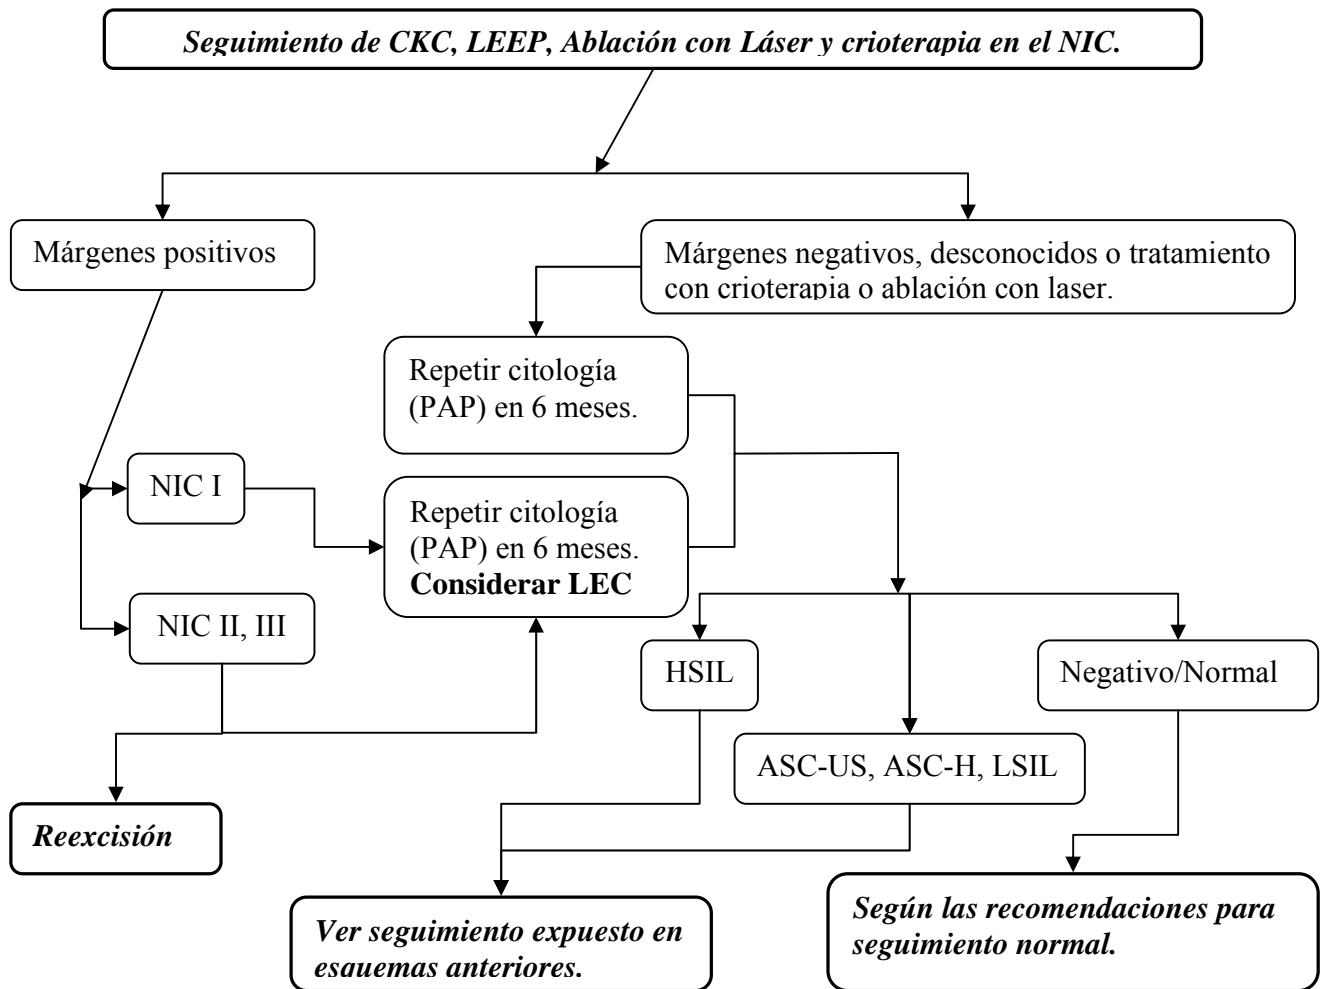 Seguimiento de CKC, LEEP, Ablación con Láser y crioterapia en el NIC.
Márgenes positivos
Márgenes negativos, desconocidos o tratamiento
con crioterapia o ablación con laser.
Repetir citología
(PAP) en 6 meses.
NIC I
Repetir citología
(PAP) en 6 meses.
Considerar LEC
NIC II, III
HSIL
Negativo/Normal
ASC-US, ASC-H, LSIL
Reexcisión
Ver seguimiento expuesto en
esquemas anteriores.
Según las recomendaciones para
seguimiento normal.